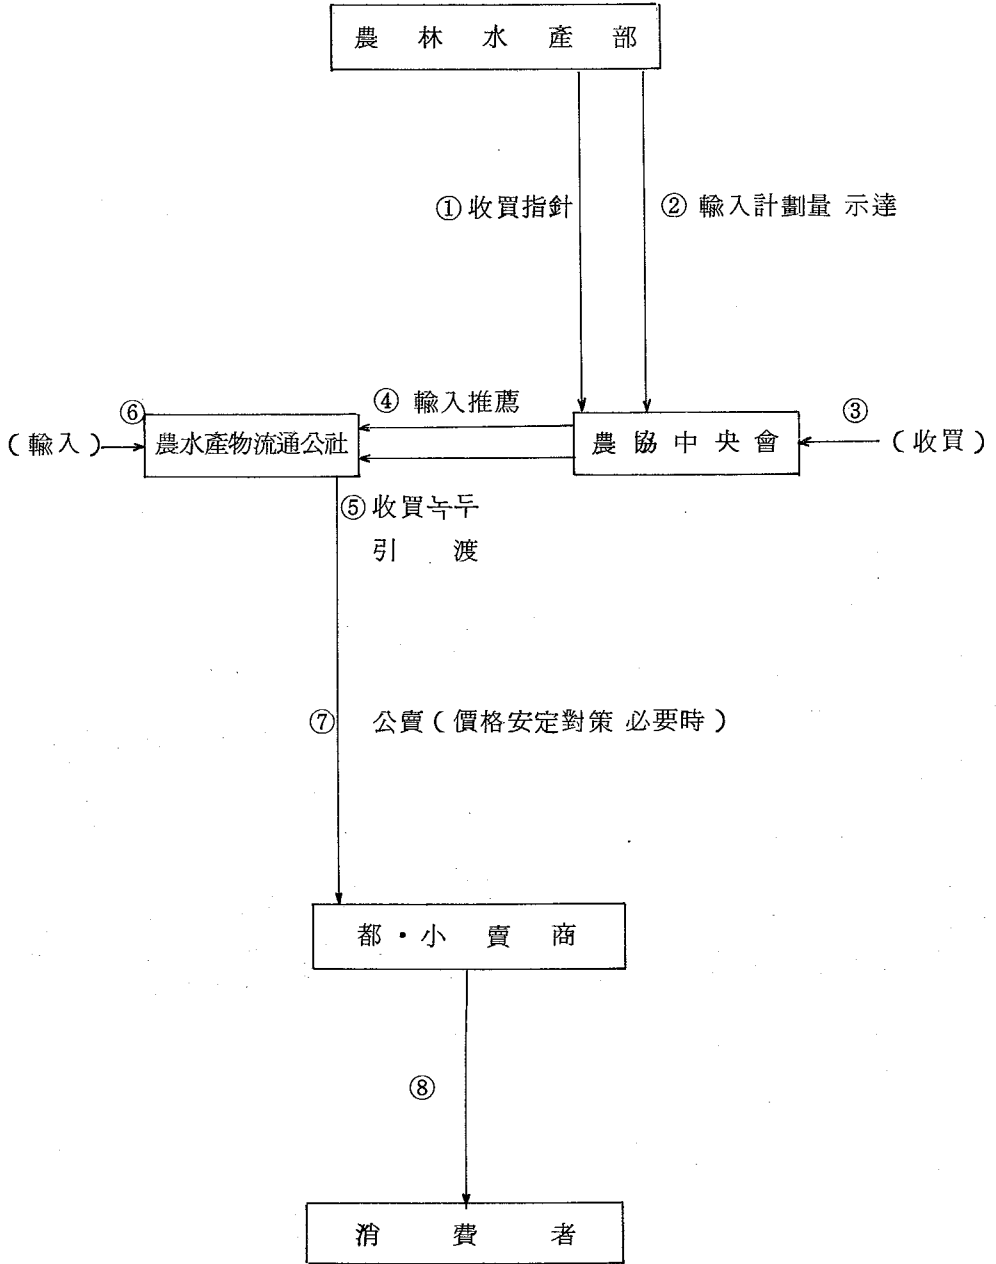 農林水產部
①收買指針
②輸入計劃量 示達
④ 輸入推薦
⑥
③
(輸入)
農水產物流通公社
農協中央會
(收買)
⑤收買녹두
引渡
⑦ 公賣(價格安定對策 必要時)
都·小賣商
⑧
消費者